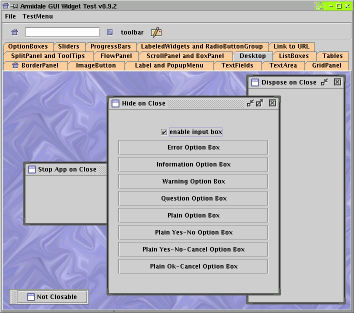 Armidale GUI Widget Test v0.9.2
File TestMenu
toolbar
OptionBoxes Sliders ProgressBars LabeledWidgets and RadioButtonGroup Link to URL
SplitPanel and ToolTips FlowPanel ScrollPanel and BoxPanel Desktop ListBoxes Tables
BorderPanel ImageButton Label and PopupMenu TextFields TextArea GridPanel
Dispose on Close
Hide on Close
enable input box
Error Option Box
Information Option Box
Stop App on Close
Warning Option Box
Question Option Box
Plain Option Box
Plain Yes-No Option Box
Plain Yes-No-Cancel Option Box
Plain Ok-Cancel Option Box
Not Closable